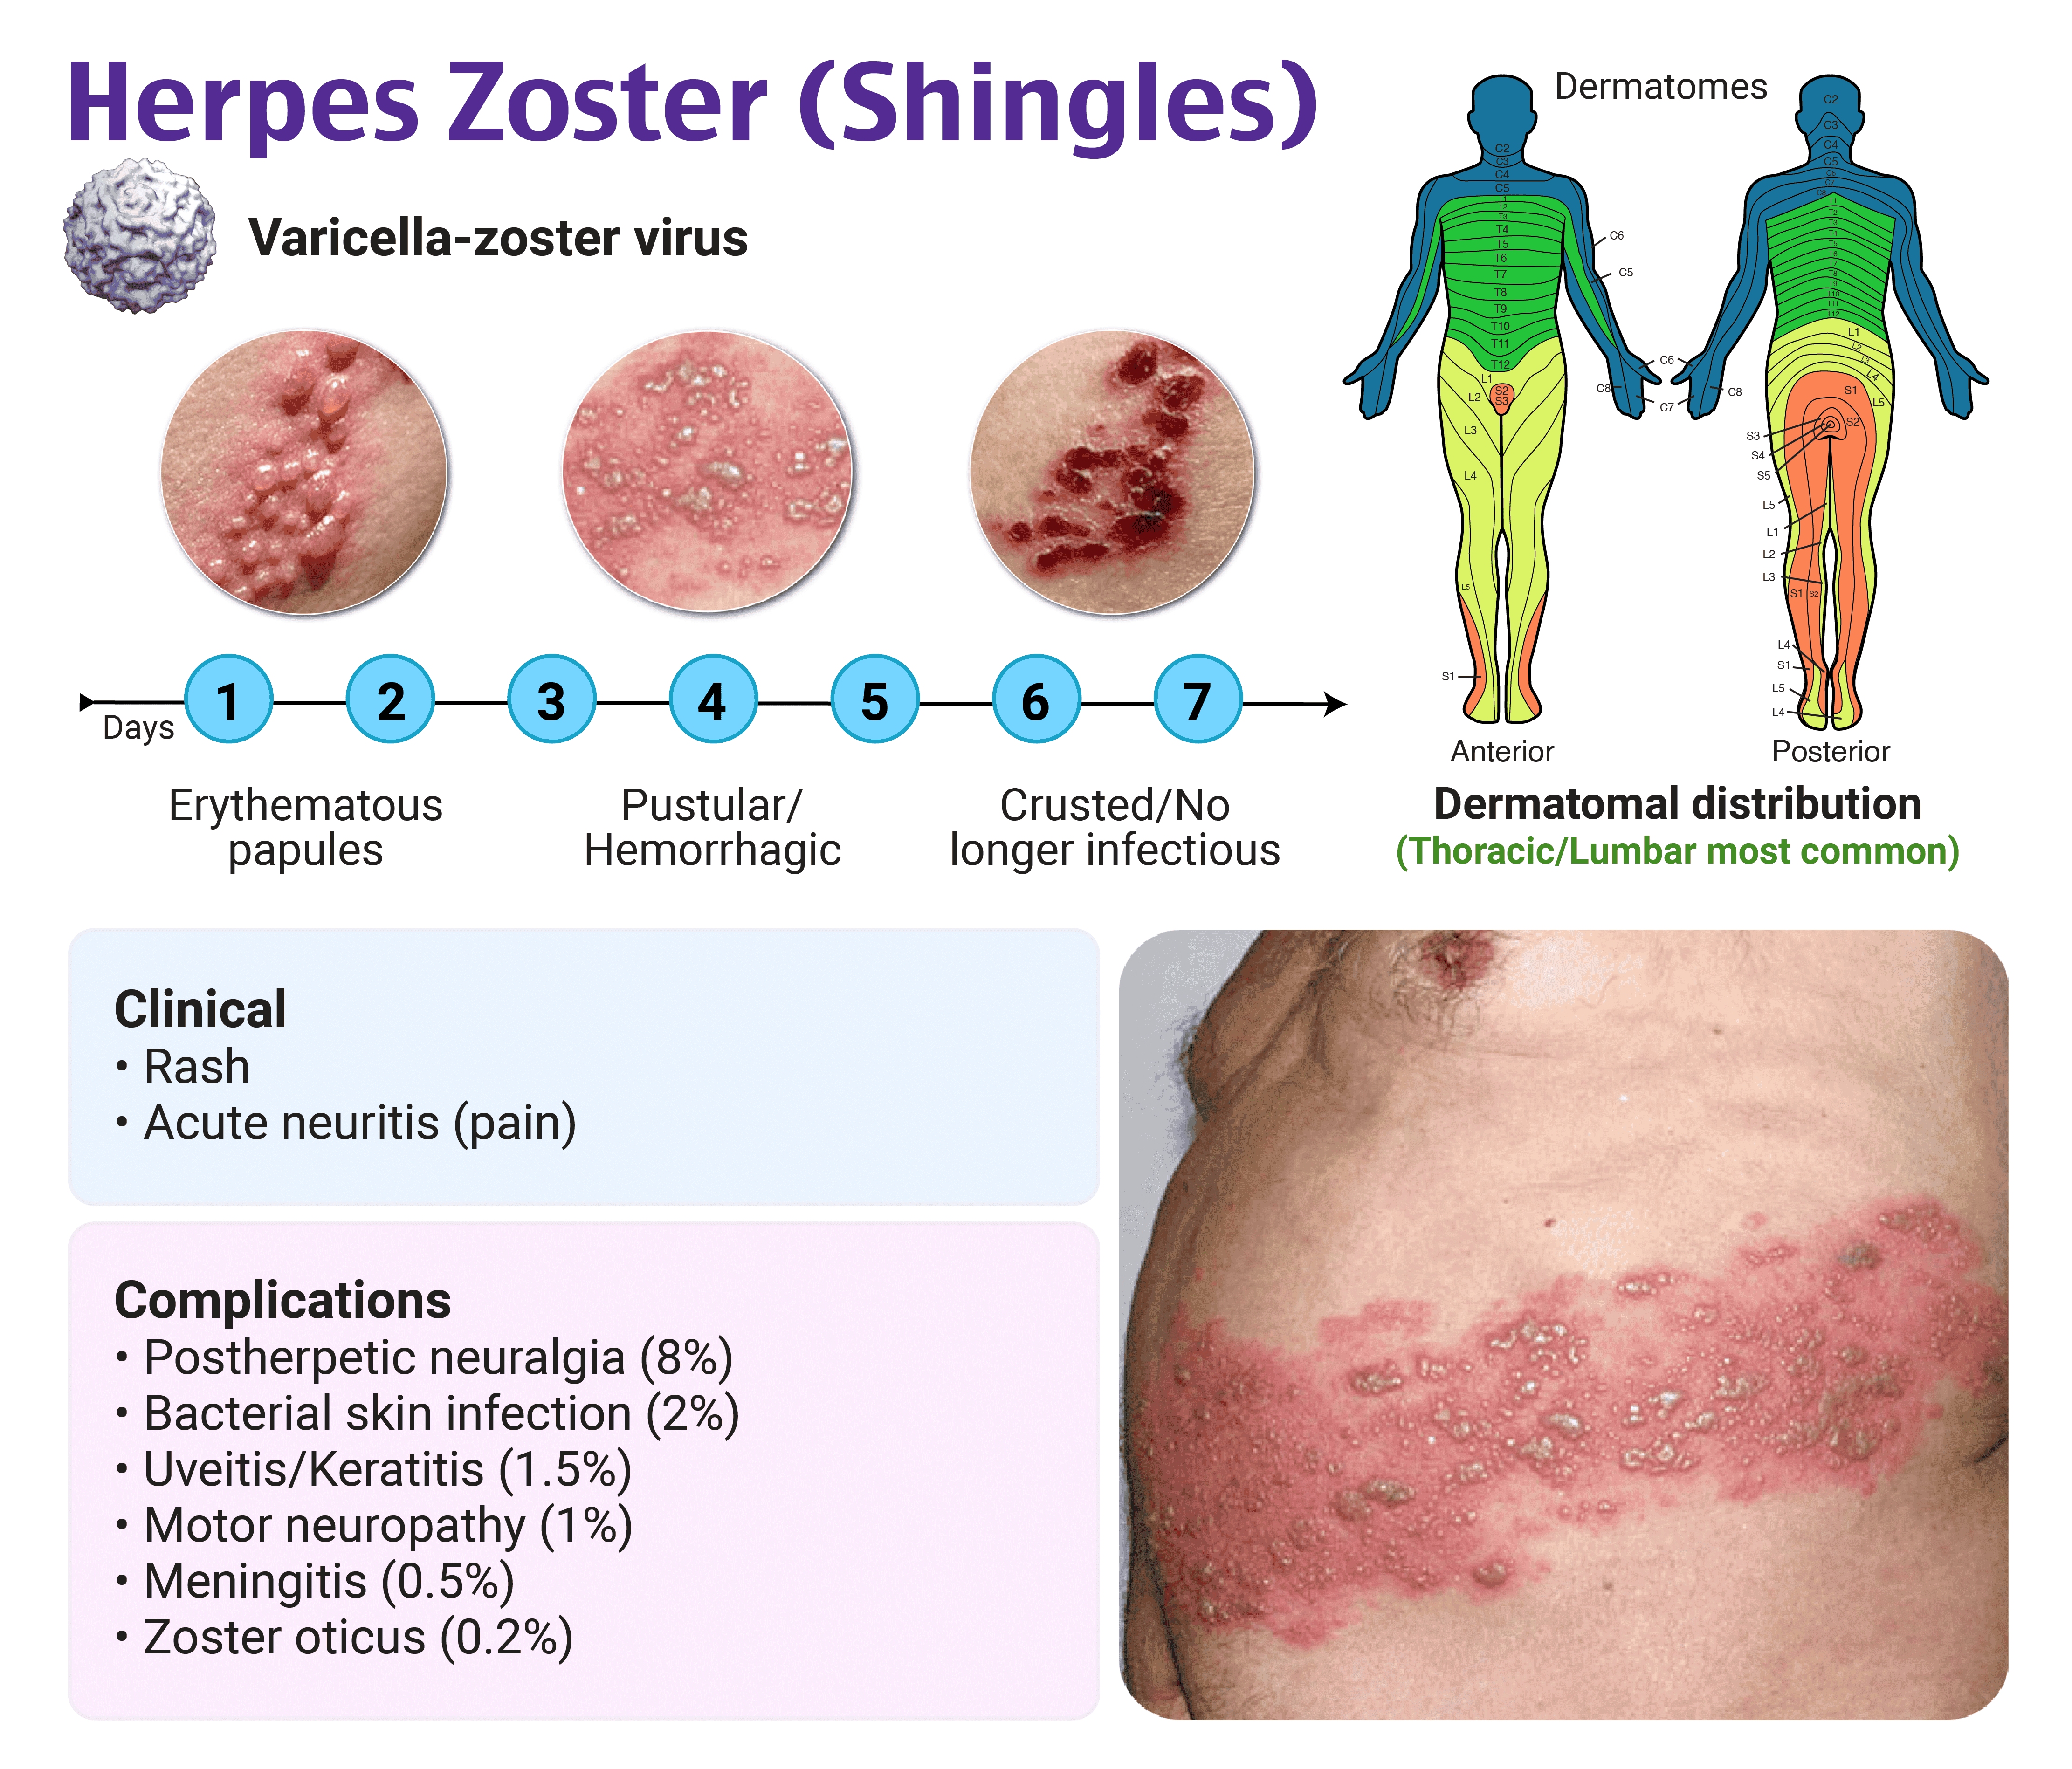 Herpes Zoster (Shingles)
Varicella-zoster virus
Days
1 2 3 4 5 6 7
Erythematous
papules
Pustular/
Hemorrhagic
Crusted/No
longer infectious
Dermatomes
C2
C3
C4
C5
T1
T2
T3
T4
T5
T6
T7
T8
T9
T10
T11
T12
L1
S2
S3
L2
L3
L4
L5
S1
C6
C5
C6
C8
C7
C2
C3
C4
C5
C6
C7
C8
T1
T2
T3
T4
T5
T6
T7
T8
T9
T10
T11
T12
L1
L2
L3
L4
L5
C8
S1
S2
S3
S4
S5
L5
L1
L2
L3
S1 S2
L4
S1
L5
L4
Anterior
Posterior
Dermatomal distribution
(Thoracic/Lumbar most common)
Clinical
• Rash
• Acute neuritis (pain)
Complications
• Postherpetic neuralgia (8%)
• Bacterial skin infection (2%)
• Uveitis/Keratitis (1.5%)
• Motor neuropathy (1%)
• Meningitis (0.5%)
• Zoster oticus (0.2%)